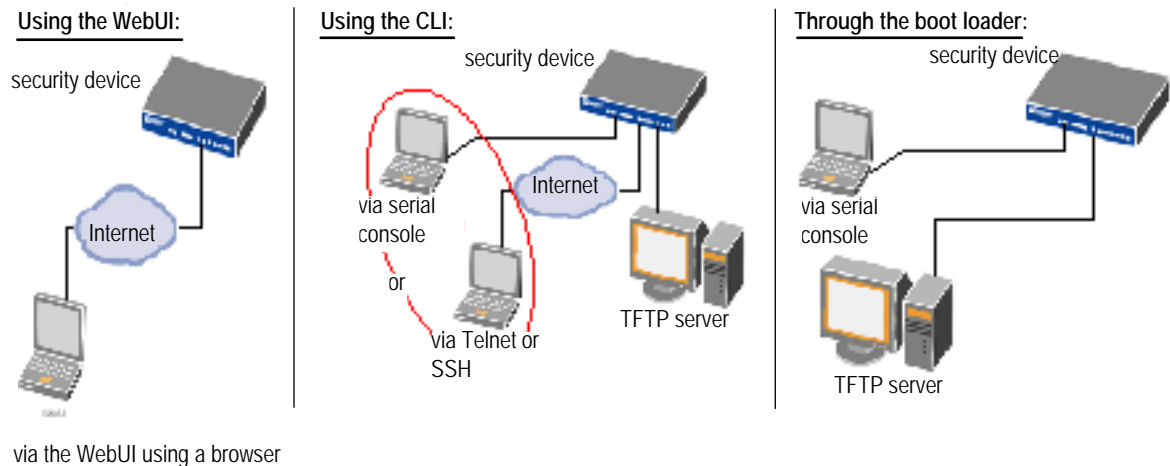 Using the WebUI:
security device
Internet
via the WebUI using a browser
Using the CLI:
security device
Internet
via serial
console
or
via Telnet or
SSH
TFTP server
Through the boot loader:
security device
via serial
console
TFTP server